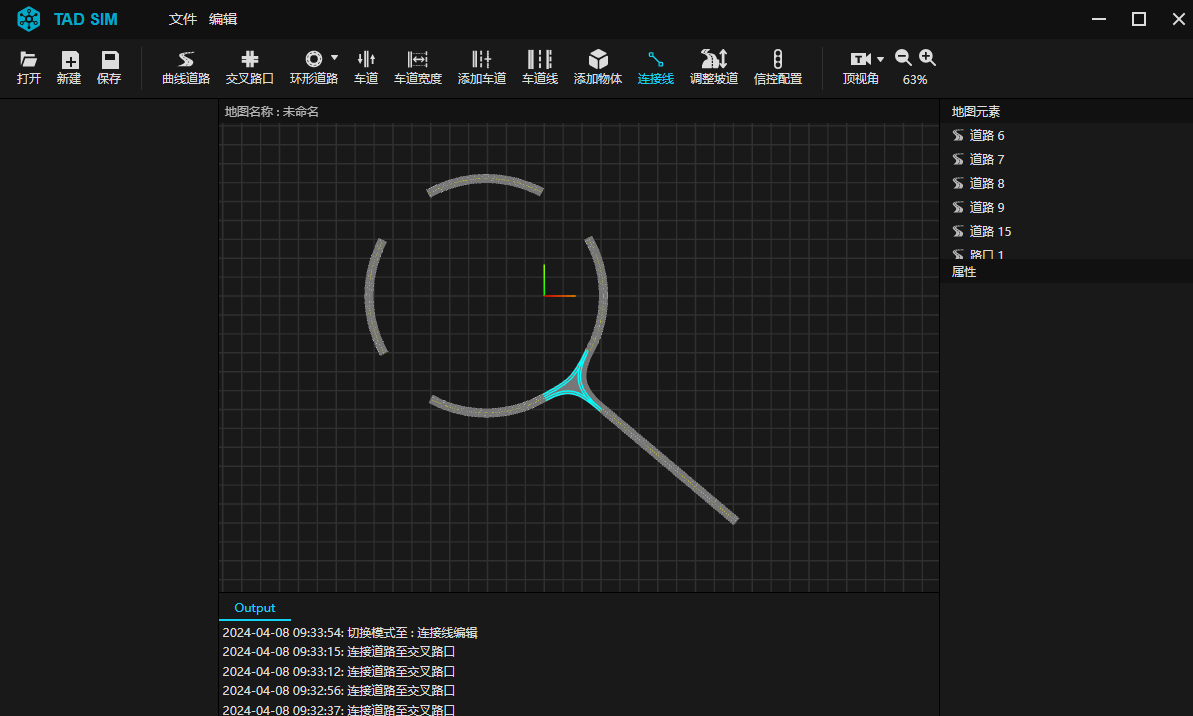 TAD SIM 文件 编辑
打开 新建 保存 曲线道路 交叉路口 环形道路 车道 车道宽度 添加车道 车道线 添加物体 连接线 调整坡道 信控配置 顶视角 63%
地图名称 : 未命名
地图元素
道路 6
道路 7
道路 8
道路 9
道路 15
路口 1
属性
Output
2024-04-08 09:33:54: 切换模式至 : 连接线编辑
2024-04-08 09:33:15: 连接道路至交叉路口
2024-04-08 09:33:12: 连接道路至交叉路口
2024-04-08 09:32:56: 连接道路至交叉路口
2024-04-08 09:32:37: 连接道路至交叉路口